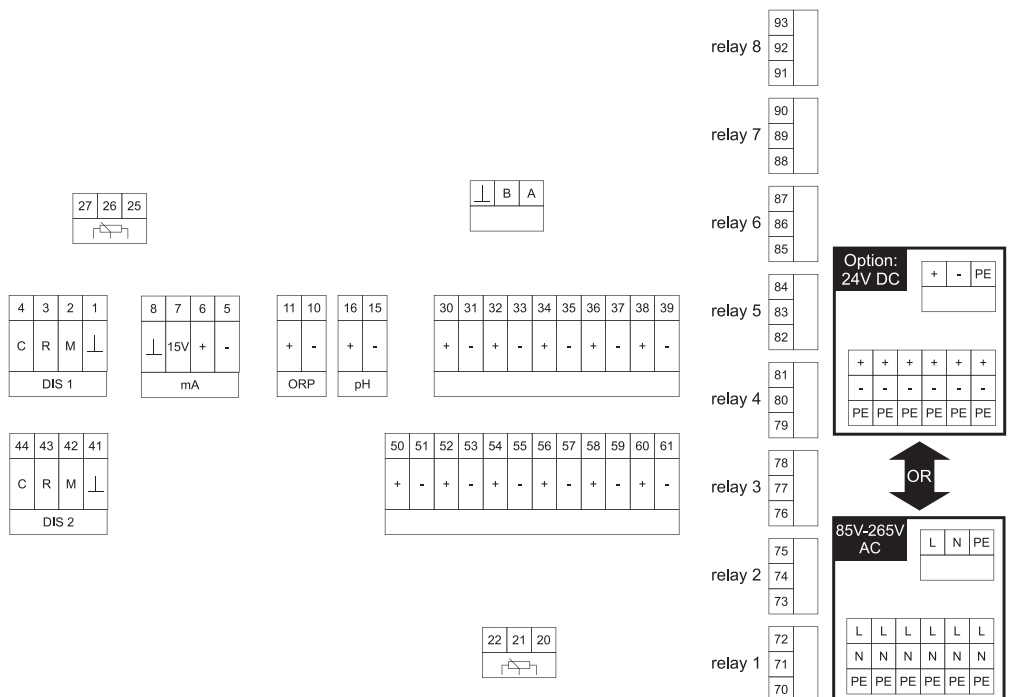 93
relay 8 92
91
90
relay 7 89
88
27 26 25
B A
87
relay 6 86
85
Option:
24V DC
+ - PE
4 3 2 1
C R M
DIS 1
8 7 6 5
15V + -
mA
11 10
+ -
ORP
16 15
+ -
pH
30 31 32 33 34 35 36 37 38 39
+ - + - + - + - + -
84
relay 5 83
82
81
relay 4 80
79
+ + + + + +
- - - - - -
PE PE PE PE PE PE
44 43 42 41
C R M
DIS 2
50 51 52 53 54 55 56 57 58 59 60 61
+ - + - + - + - + - + -
78
relay 3 77
76
OR
85V-265V
AC
L N PE
75
relay 2 74
73
22 21 20
72
relay 1 71
70
L L L L L L
N N N N N N
PE PE PE PE PE PE